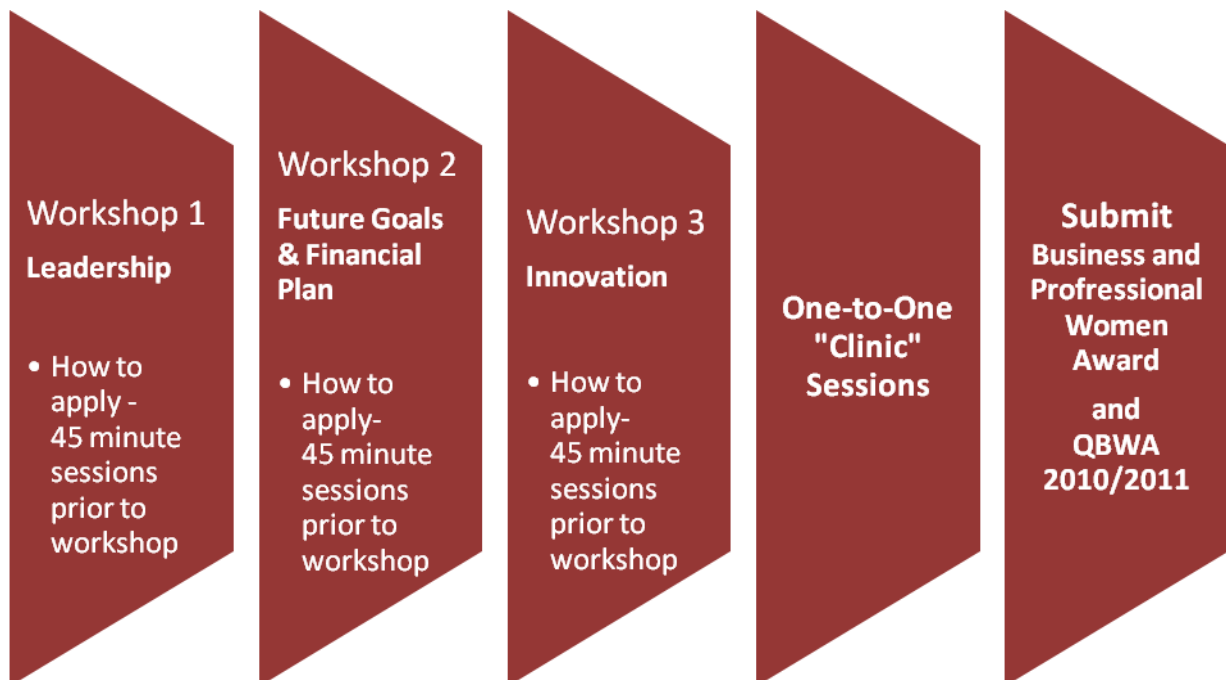 Workshop 1
Leadership
• How to
apply -
45 minute
sessions
prior to
workshop
Workshop 2
Future Goals
& Financial
Plan
• How to
apply-
45 minute
sessions
prior to
workshop
Workshop 3
Innovation
• How to
apply-
45 minute
sessions
prior to
workshop
One-to-One
"Clinic"
Sessions
Submit
Business and
Profressional
Women
Award
and
QBWA
2010/2011